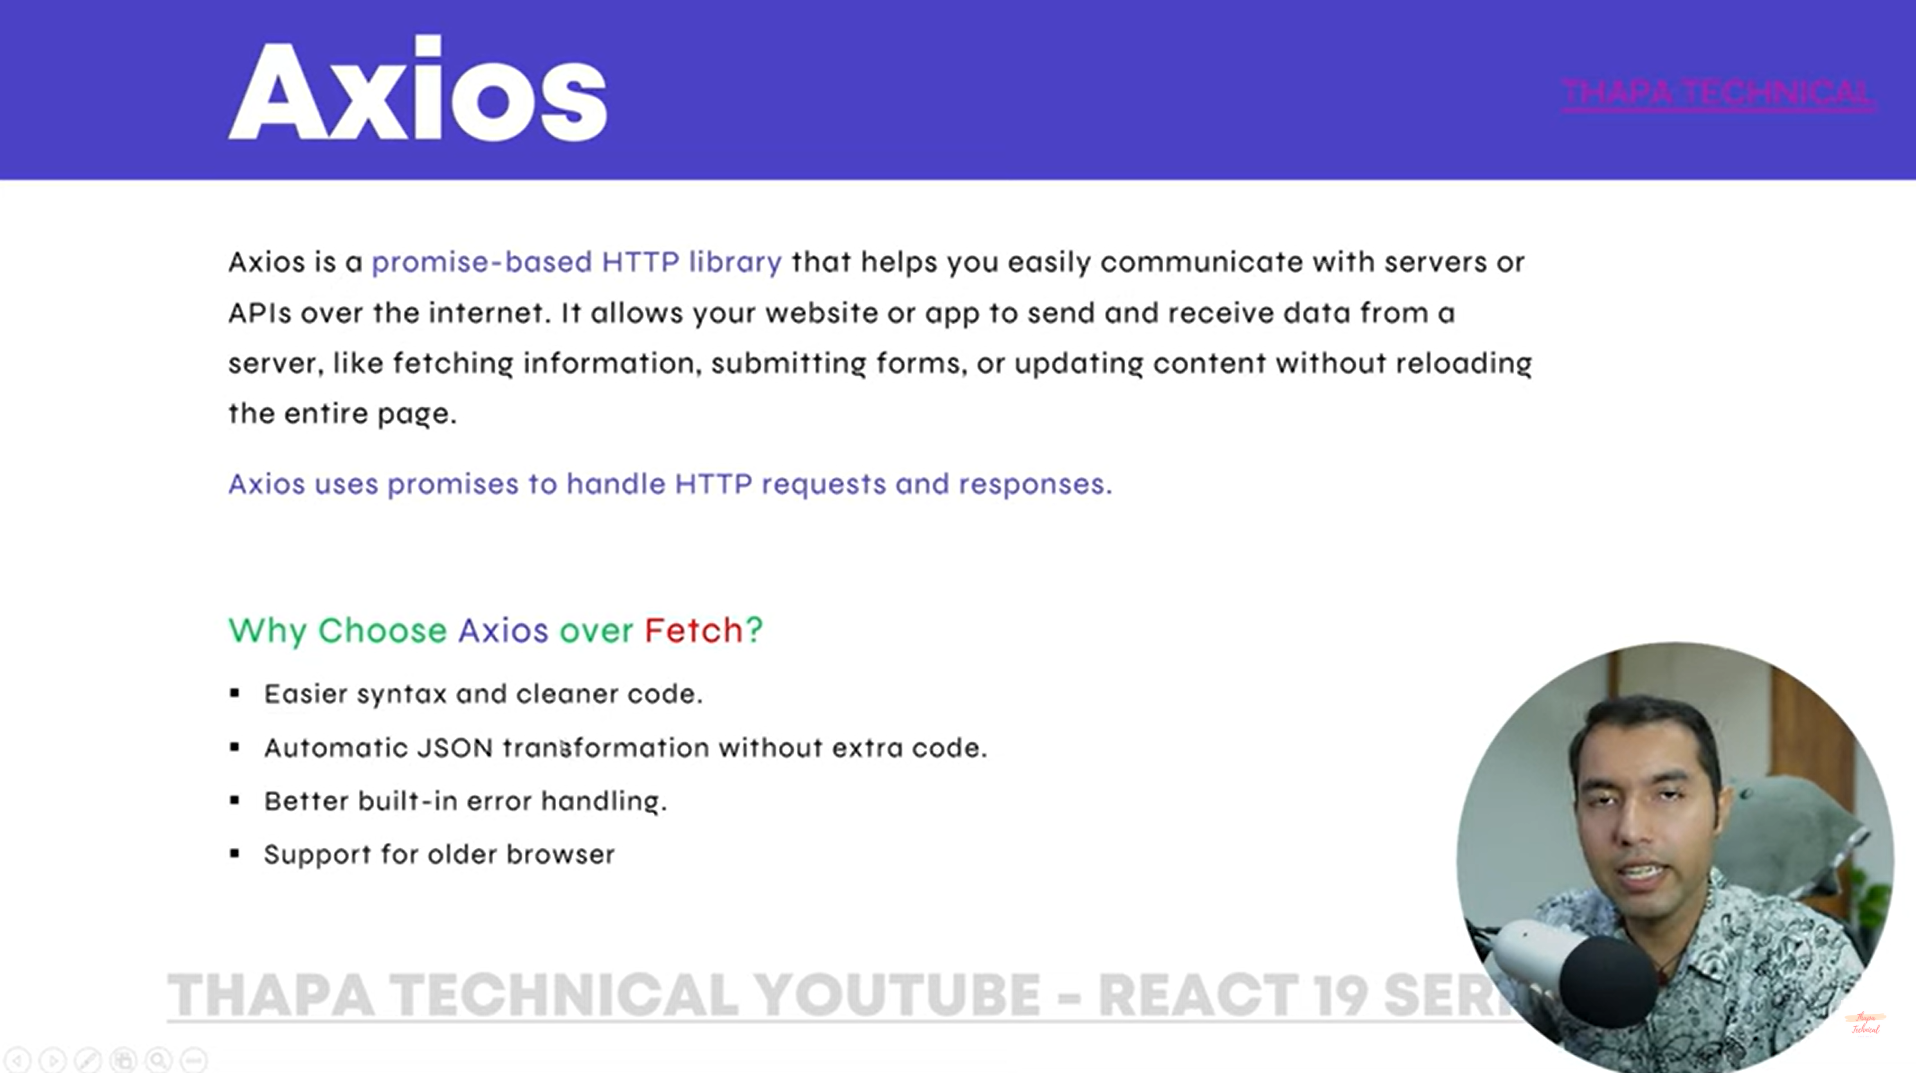 Axios
THAPA TECHNICAL
Axios is a promise-based HTTP library that helps you easily communicate with servers or
APIs over the internet. It allows your website or app to send and receive data from a
server, like fetching information, submitting forms, or updating content without reloading
the entire page.
Axios uses promises to handle HTTP requests and responses.
Why Choose Axios over Fetch?
▪ Easier syntax and cleaner code.
▪ Automatic JSON transformation without extra code.
▪ Better built-in error handling.
▪ Support for older browser
THAPA TECHNICAL YOUTUBE - REACT 19 SER
Thapa
Technical